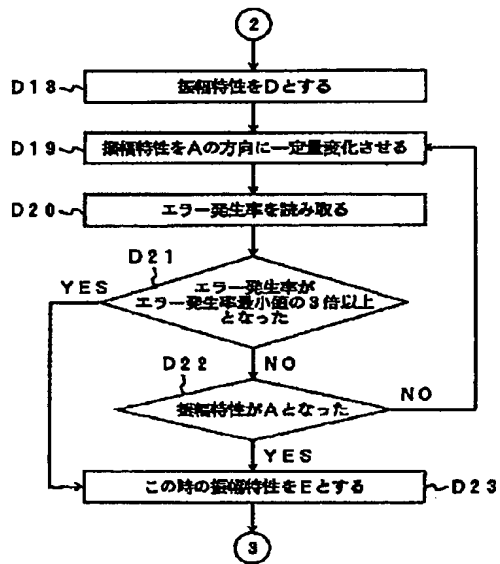 2
D18
振幅特性をDとする
D19
振幅特性をAの方向に一定量変化させる
D20
エラー発生率を読み取る
D21
YES
エラー発生率が
エラー発生率最小値の3倍以上
となった
NO
D22
NO
振幅特性がAとなった
YES
この時の振幅特性をEとする
D23
3